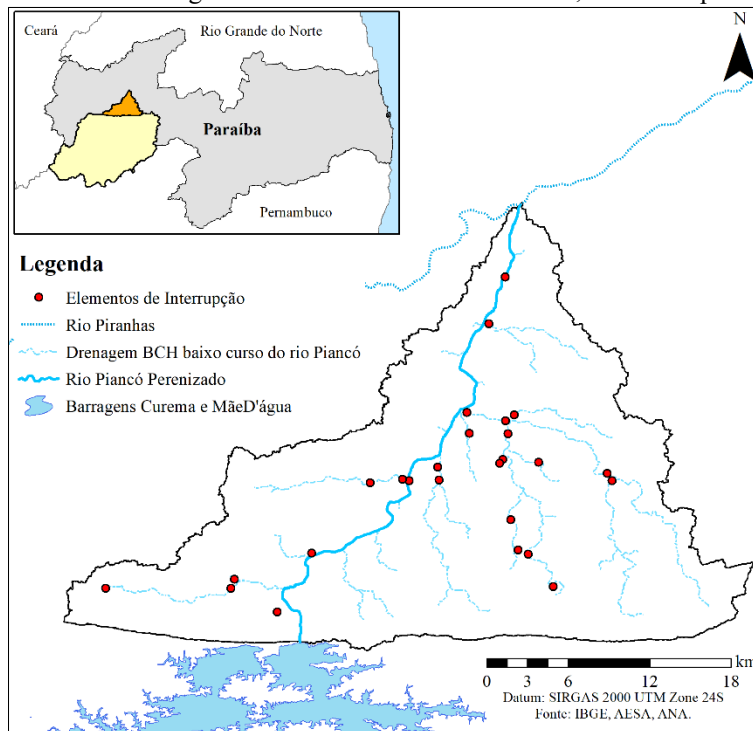 Ceará
Rio Grande do Norte
Paraíba
Pernambuco
N
Legenda
Elementos de Interrupção
Rio Piranhas
Drenagem BCH baixo curso do rio Piancó
Rio Piancó Perenizado
Barragens Curema e MãeD'água
km
0 3 6 12 18
Datum: SIRGAS 2000 UTM Zone 24S
Fonte: IBGE, AESA, ANA.